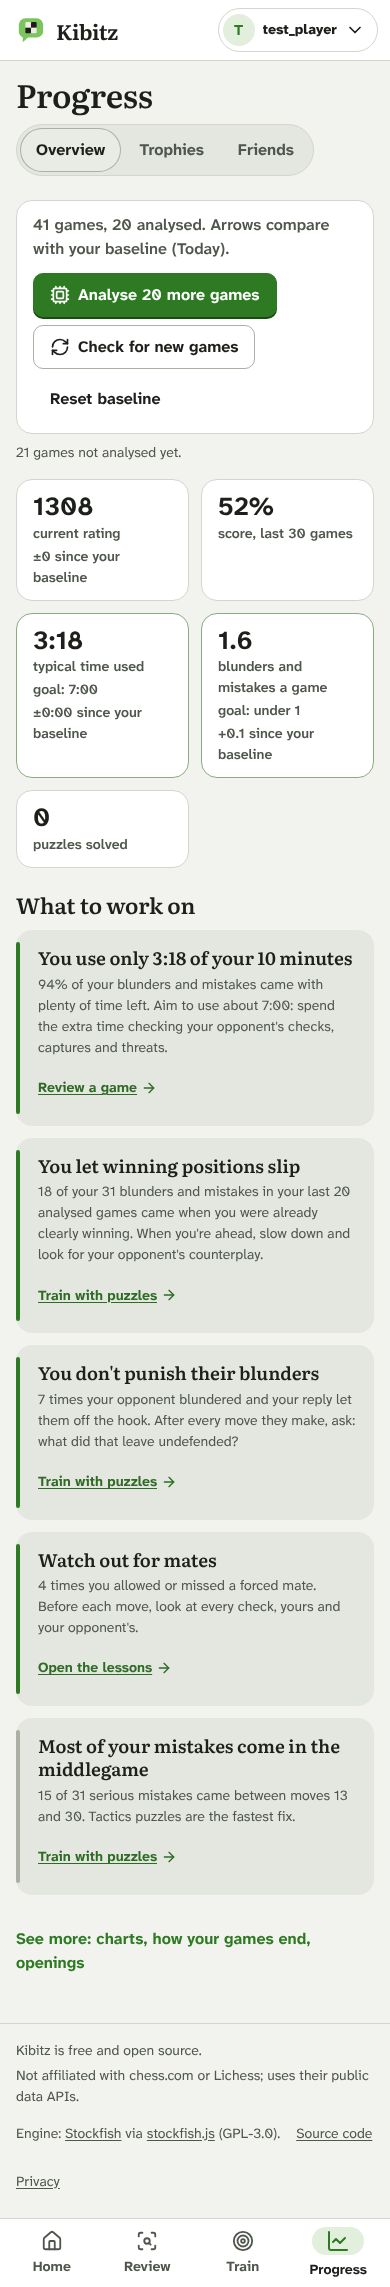 Kibitz
T test_player
Progress
Overview Trophies Friends
41 games, 20 analysed. Arrows compare
with your baseline (Today).
Analyse 20 more games
Check for new games
Reset baseline
21 games not analysed yet.
1308
current rating
±0 since your
baseline
52%
score, last 30 games
3:18
typical time used
goal: 7:00
±0:00 since your
baseline
1.6
blunders and
mistakes a game
goal: under 1
+0.1 since your
baseline
0
puzzles solved
What to work on
You use only 3:18 of your 10 minutes
94% of your blunders and mistakes came with
plenty of time left. Aim to use about 7:00: spend
the extra time checking your opponent's checks,
captures and threats.
Review a game →
You let winning positions slip
18 of your 31 blunders and mistakes in your last 20
analysed games came when you were already
clearly winning. When you're ahead, slow down and
look for your opponent's counterplay.
Train with puzzles →
You don't punish their blunders
7 times your opponent blundered and your reply let
them off the hook. After every move they make, ask:
what did that leave undefended?
Train with puzzles →
Watch out for mates
4 times you allowed or missed a forced mate.
Before each move, look at every check, yours and
your opponent's.
Open the lessons →
Most of your mistakes come in the
middlegame
15 of 31 serious mistakes came between moves 13
and 30. Tactics puzzles are the fastest fix.
Train with puzzles →
See more: charts, how your games end,
openings
Kibitz is free and open source.
Not affiliated with chess.com or Lichess; uses their public
data APIs.
Engine: Stockfish via stockfish.js (GPL-3.0). Source code
Privacy
Home Review Train Progress